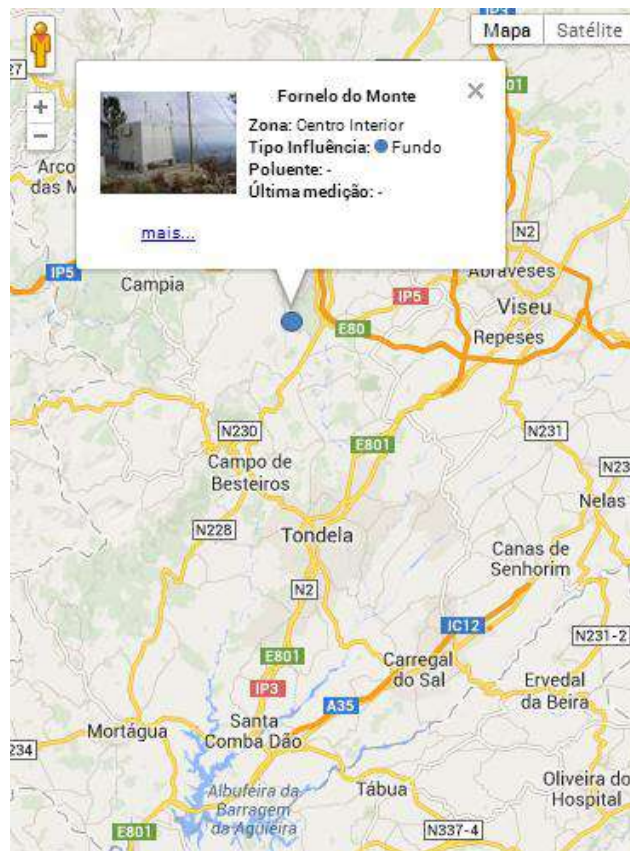 IP3
Mapa
Satélite
27
01
Fornelo do Monte
Zona: Centro Interior
Tipo Influência: Fundo
Poluente: -
Última medição: -
mais...
+
−
Arco
das M
N2
IP5
Campia
Abraveses
IP5
Viseu
E80
Repeses
N230
E801
N231
Campo de
Besteiros
N23
Nelas
N228
Tondela
Canas de
Senhorim
N2
IC12
N231-2
E801
Carregal
do Sal
IP3
A35
Ervedal
da Beira
Mortágua
Santa
Comba Dão
234
Albufeira da
Barragem
da Aguieira
Tábua
Oliveira do
Hospital
E801
N337-4